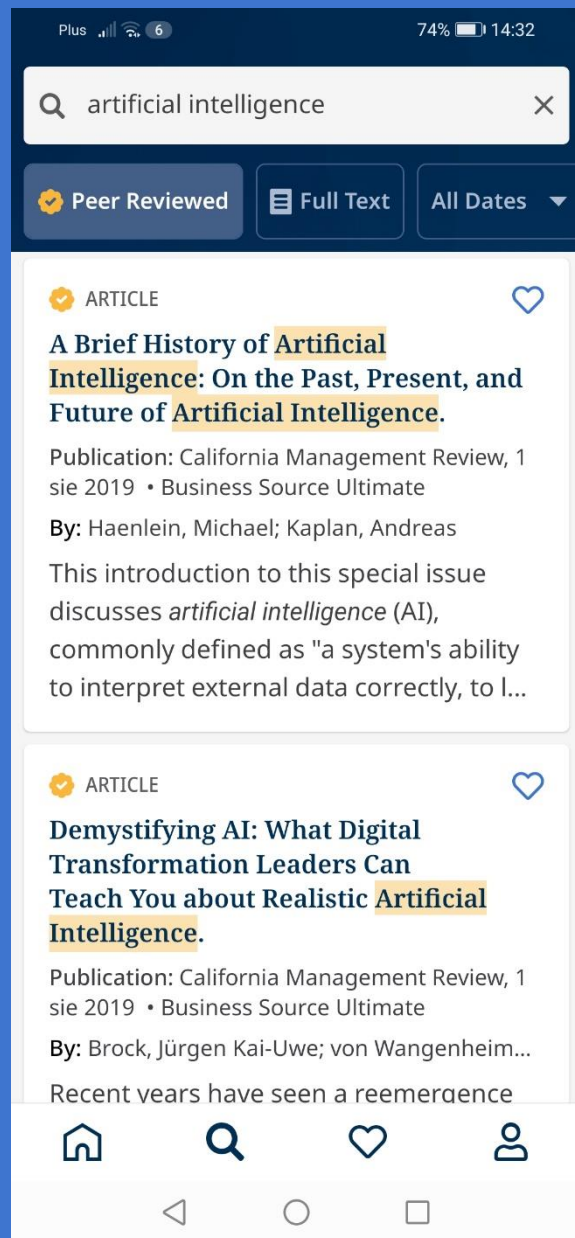 Plus 6 74% 14:32
artificial intelligence
Peer Reviewed Full Text All Dates
ARTICLE
A Brief History of Artificial
Intelligence: On the Past, Present, and
Future of Artificial Intelligence.
Publication: California Management Review, 1
sie 2019 • Business Source Ultimate
By: Haenlein, Michael; Kaplan, Andreas
This introduction to this special issue
discusses artificial intelligence (AI),
commonly defined as "a system's ability
to interpret external data correctly, to l...
ARTICLE
Demystifying AI: What Digital
Transformation Leaders Can
Teach You about Realistic Artificial
Intelligence.
Publication: California Management Review, 1
sie 2019 • Business Source Ultimate
By: Brock, Jürgen Kai-Uwe; von Wangenheim...
Recent years have seen a reemergence